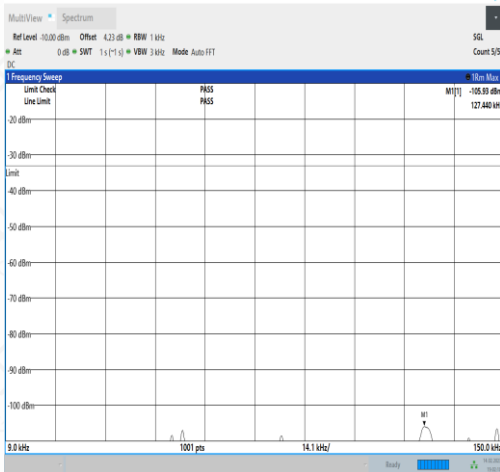 MultiView Spectrum
Ref Level -10.00 dBm Offset 4.23 dB RBW 1 kHz SGL
Att 0 dB SWT 1 s (~1 s) VBW 3 kHz Mode Auto FFT Count 5/5
DC
1 Frequency Sweep 1Rm Max
Limit Check PASS M1[1] -105.93 dBm
Line Limit PASS 127.440 kH
-20 dBm
-30 dBm
Limit
-40 dBm
-50 dBm
-60 dBm
-70 dBm
-80 dBm
-90 dBm
-100 dBm
M1
9.0 kHz 1001 pts 14.1 kHz/ 150.0 kHz
Ready